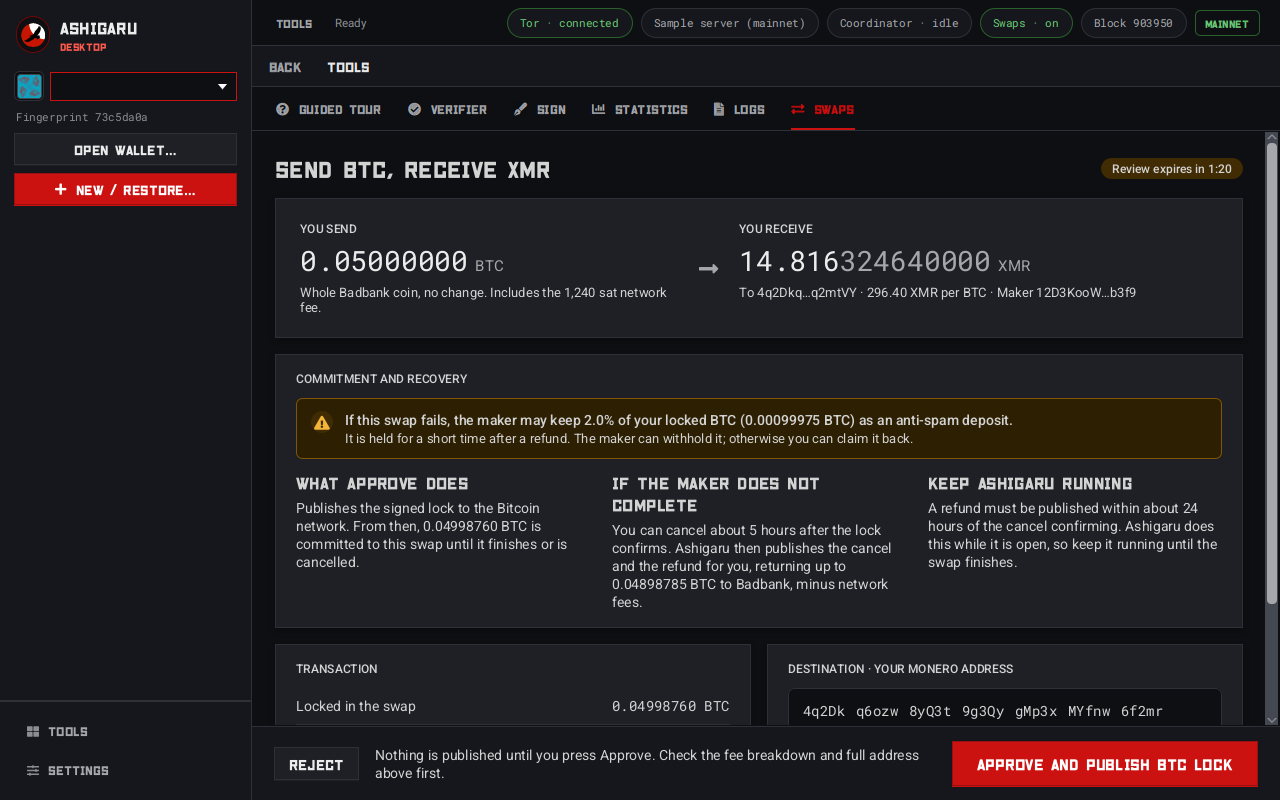 ASHIGARU
DESKTOP
Fingerprint 73c5da0a
OPEN WALLET...
NEW / RESTORE...
TOOLS
SETTINGS
TOOLS Ready Tor · connected Sample server (mainnet) Coordinator · idle Swaps · on Block 903950 MAINNET
BACK TOOLS
GUIDED TOUR VERIFIER SIGN STATISTICS LOGS SWAPS
SEND BTC, RECEIVE XMR
Review expires in 1:20
YOU SEND
0.05000000 BTC
Whole Badbank coin, no change. Includes the 1,240 sat network
fee.
YOU RECEIVE
14.816324640000 XMR
To 4q2Dkq…q2mtVY · 296.40 XMR per BTC · Maker 12D3KooW…b3f9
COMMITMENT AND RECOVERY
If this swap fails, the maker may keep 2.0% of your locked BTC (0.00099975 BTC) as an anti-spam deposit.
It is held for a short time after a refund. The maker can withhold it; otherwise you can claim it back.
WHAT APPROVE DOES
Publishes the signed lock to the Bitcoin
network. From then, 0.04998760 BTC is
committed to this swap until it finishes or is
cancelled.
IF THE MAKER DOES NOT
COMPLETE
You can cancel about 5 hours after the lock
confirms. Ashigaru then publishes the cancel
and the refund for you, returning up to
0.04898785 BTC to Badbank, minus network
fees.
KEEP ASHIGARU RUNNING
A refund must be published within about 24
hours of the cancel confirming. Ashigaru does
this while it is open, so keep it running until the
swap finishes.
TRANSACTION
Locked in the swap 0.04998760 BTC
DESTINATION · YOUR MONERO ADDRESS
4q2Dk q6ozw 8yQ3t 9g3Qy gMp3x MYfnw 6f2mr
REJECT
Nothing is published until you press Approve. Check the fee breakdown and full address
above first.
APPROVE AND PUBLISH BTC LOCK